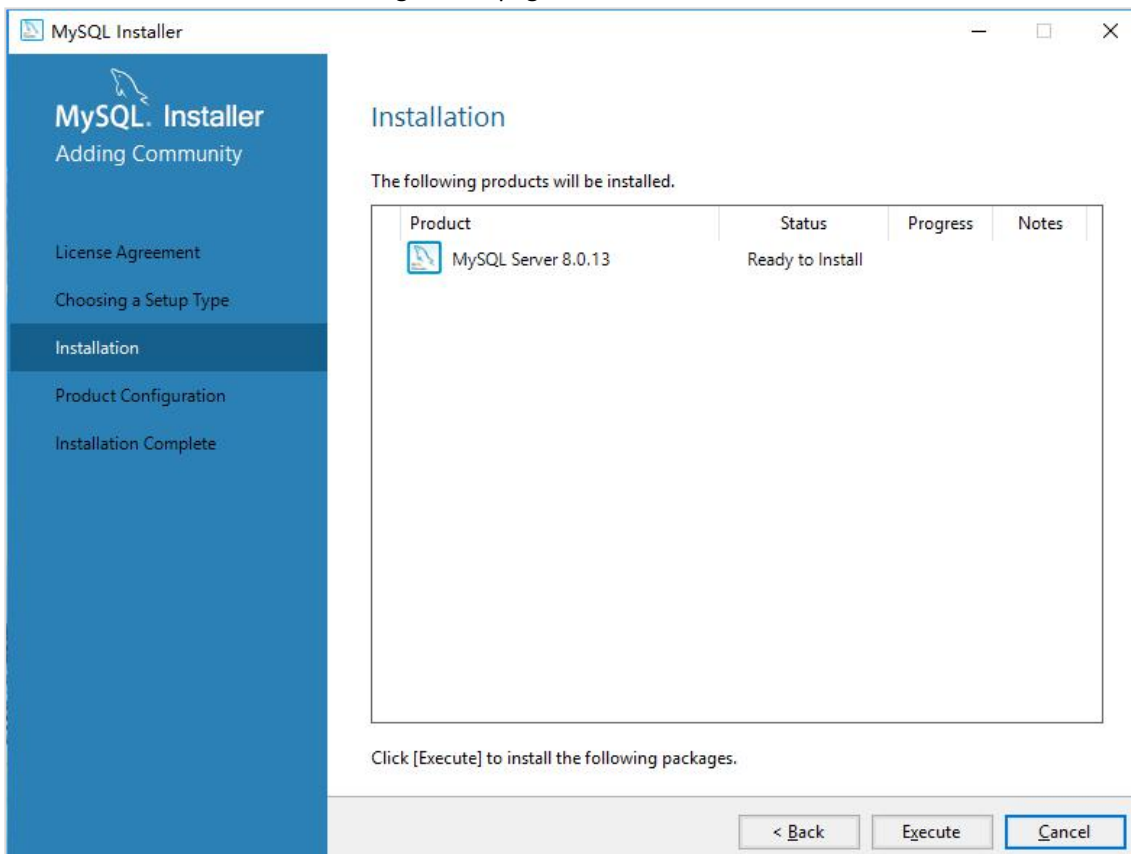 MySQL Installer
MySQL. Installer
Adding Community
License Agreement
Choosing a Setup Type
Installation
Product Configuration
Installation Complete
Installation
The following products will be installed.
Product Status Progress Notes
MySQL Server 8.0.13 Ready to Install
Click [Execute] to install the following packages.
< Back Execute Cancel